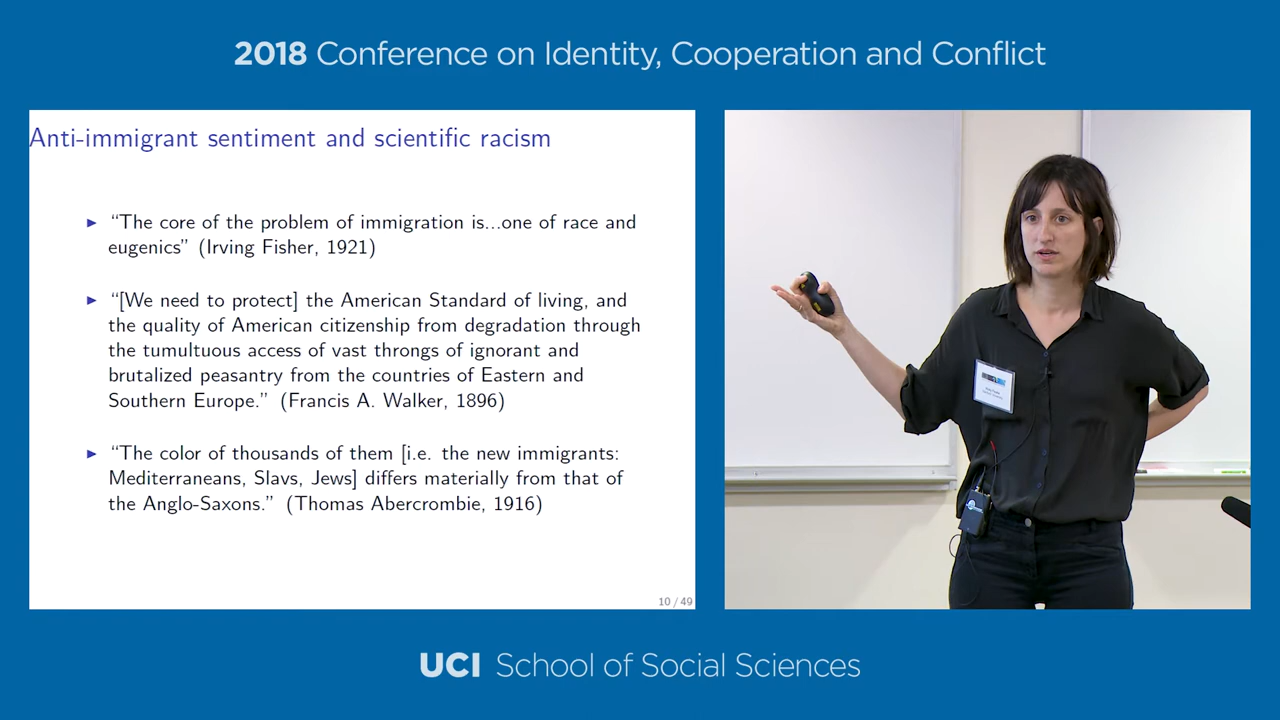 2018 Conference on Identity, Cooperation and Conflict
Anti-immigrant sentiment and scientific racism
“The core of the problem of immigration is...one of race and
eugenics” (Irving Fisher, 1921)
“[We need to protect] the American Standard of living, and
the quality of American citizenship from degradation through
the tumultuous access of vast throngs of ignorant and
brutalized peasantry from the countries of Eastern and
Southern Europe.” (Francis A. Walker, 1896)
“The color of thousands of them [i.e. the new immigrants:
Mediterraneans, Slavs, Jews] differs materially from that of
the Anglo-Saxons.” (Thomas Abercrombie, 1916)
10 / 49
UCI School of Social Sciences